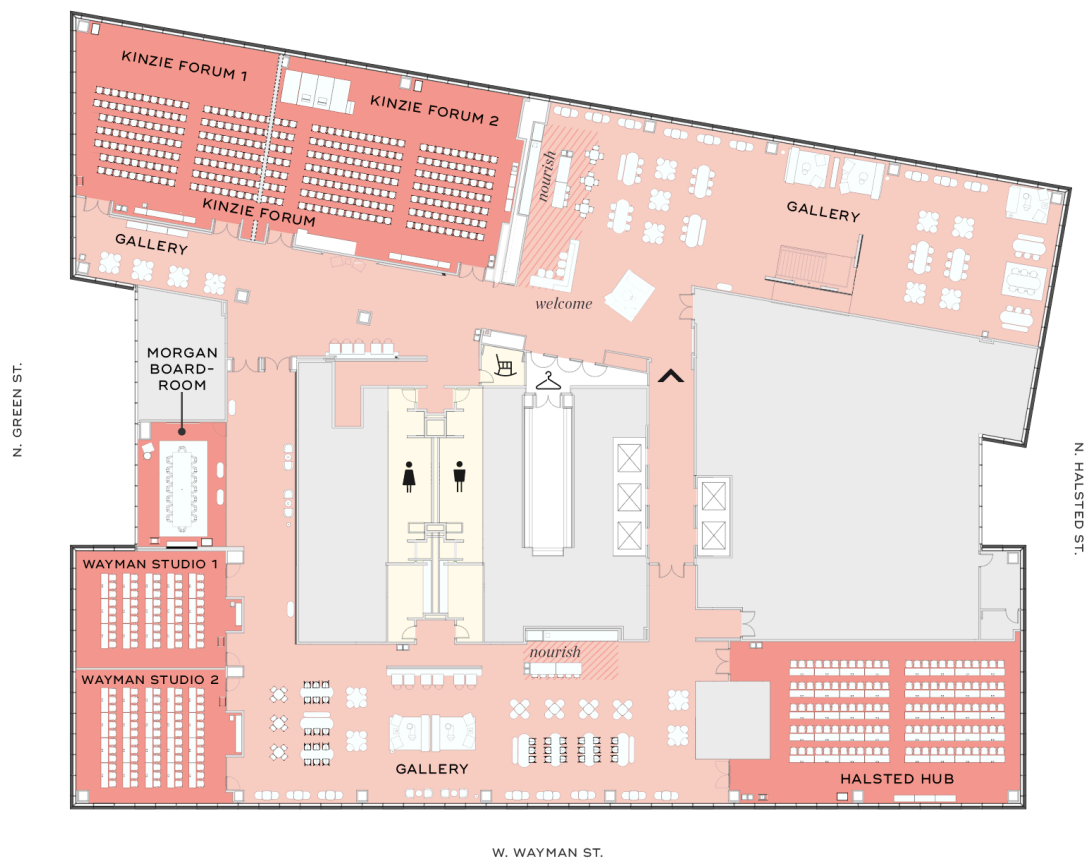 KINZIE FORUM 1
KINZIE FORUM 2
nourish
KINZIE FORUM
GALLERY
GALLERY
welcome
MORGAN
BOARD-
ROOM
N. GREEN ST.
N. HALSTED ST.
WAYMAN STUDIO 1
WAYMAN STUDIO 2
nourish
GALLERY
HALSTED HUB
W. WAYMAN ST.